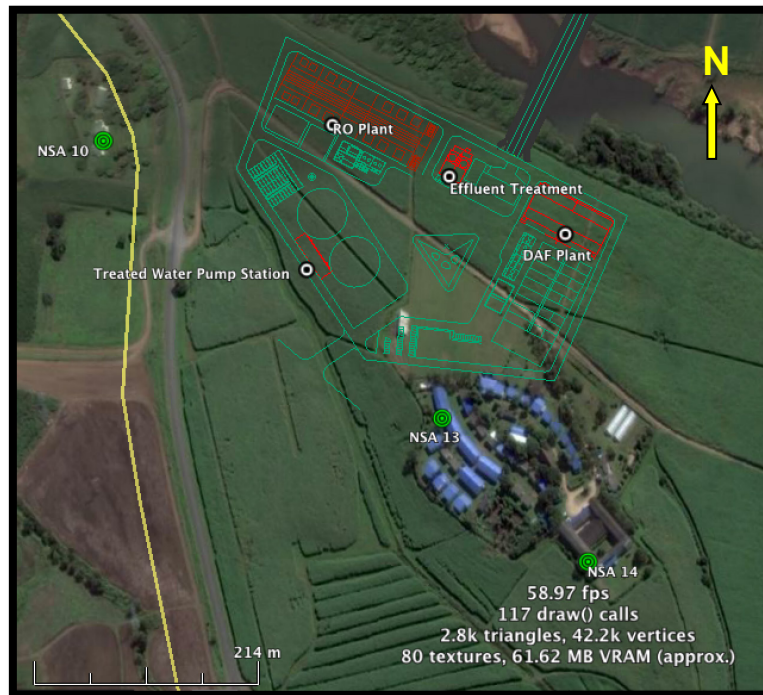 N
RO Plant
NSA 10
Effluent Treatment
DAF Plant
Treated Water Pump Station
NSA 13
NSA 14
58.97 fps
117 draw() calls
2.8k triangles, 42.2k vertices
80 textures, 61.62 MB VRAM (approx.)
214 m